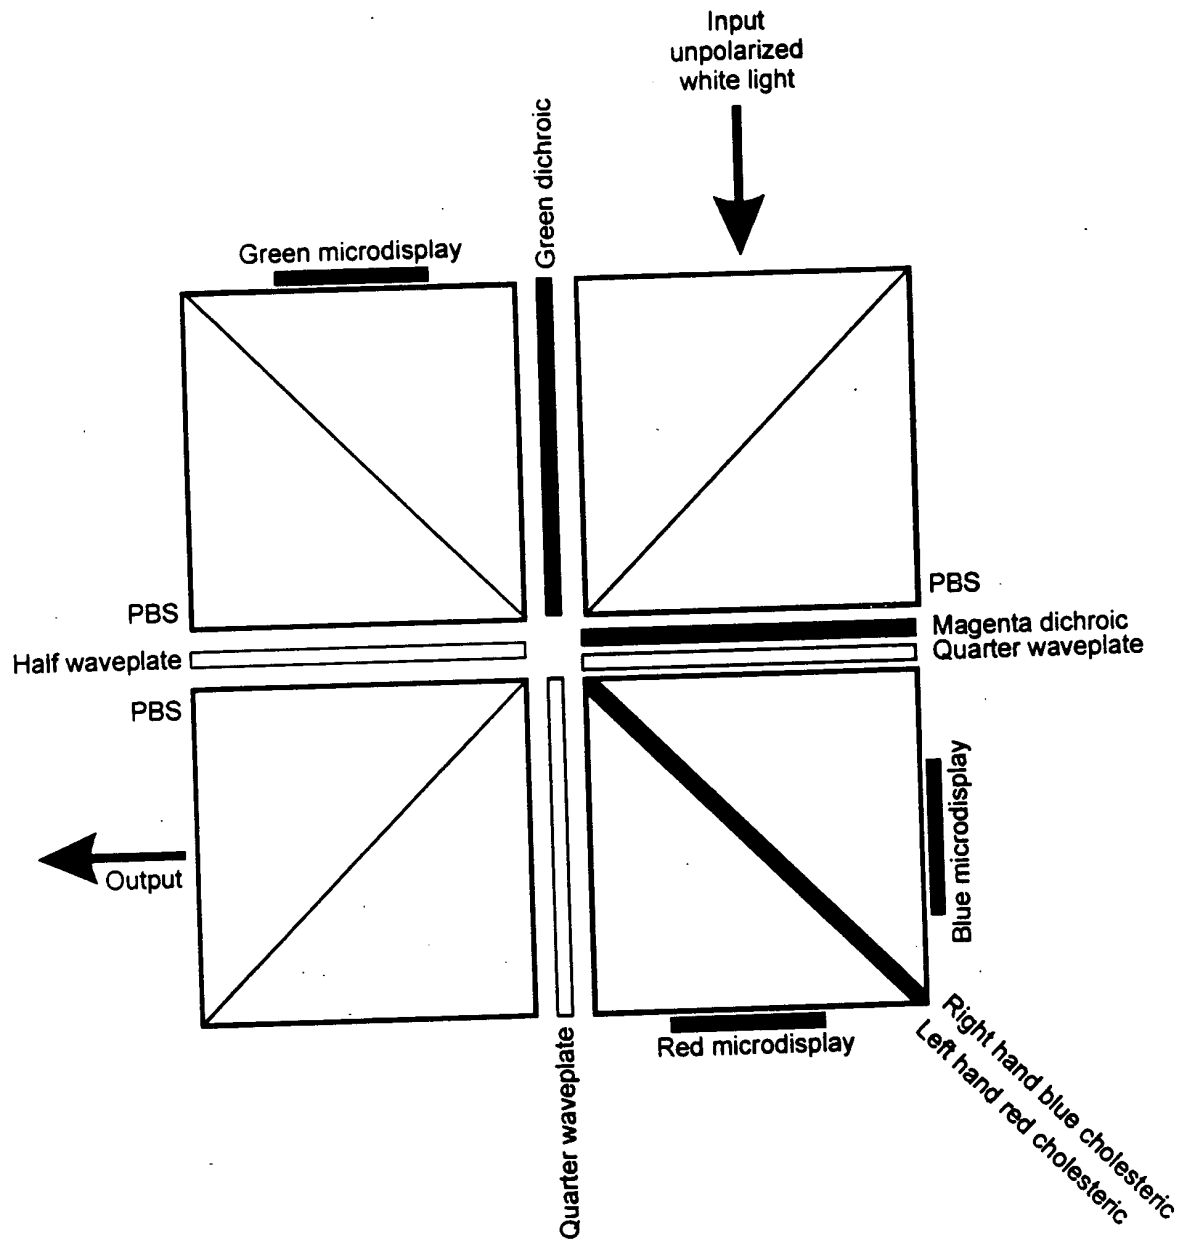 Input
unpolarized
white light
Green dichroic
Green microdisplay
PBS
PBS
Magenta dichroic
Quarter waveplate
Half waveplate
PBS
Blue microdisplay
Output
Red microdisplay
Quarter waveplate
Right hand blue cholesteric
Left hand red cholesteric